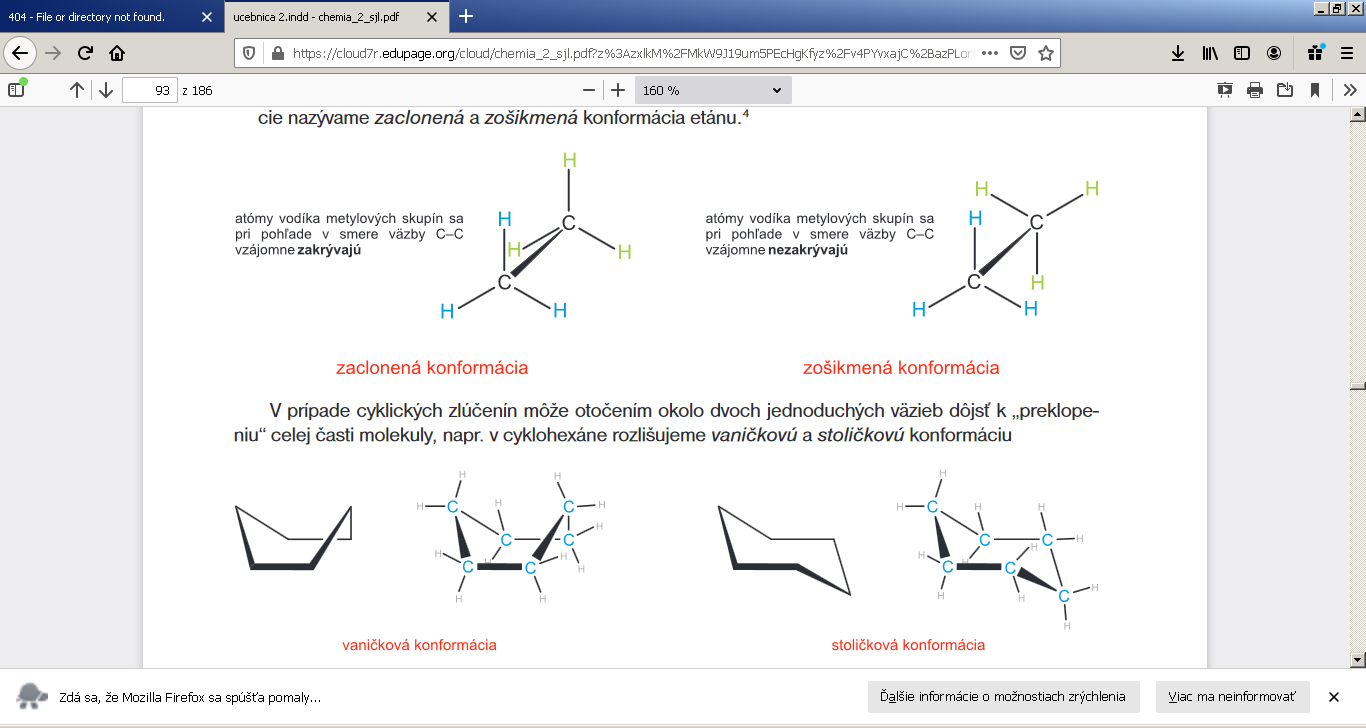 404 - File or directory not found.
ucebnica 2.indd - chemia_2_sjl.pdf
https://cloud7r.edupage.org/cloud/chemia_2_sjl.pdf?z%3AzxlkM%2FMkW9J19um5PEcHgKfyz%2Fv4PYvxajC%2BazPLor
93 z 186
160 %
cie nazývame zaclonená a zošikmená konformácia etánu.⁴
atómy vodíka metylových skupín sa
pri pohľade v smere väzby C–C
vzájomne zakrývajú
H
H
C
H
H
C
H
H
atómy vodíka metylových skupín sa
pri pohľade v smere väzby C–C
vzájomne nezakrývajú
H
H
H
C
C
H
H
H
zaclonená konformácia
zošikmená konformácia
V prípade cyklických zlúčenín môže otočením okolo dvoch jednoduchých väzieb dôjsť k „preklope-
niu“ celej časti molekuly, napr. v cyklohexáne rozlišujeme vaničkovú a stoličkovú konformáciu
H
H
H
C
H
C
H
C
H
C
H
H
C
C
H
H
H
H
H
H
C
H
H
C
C
H
H
H
H
C
C
H
C
H
H
H
H
vaničková konformácia
stoličková konformácia
Zdá sa, že Mozilla Firefox sa spúšťa pomaly...
Ďalšie informácie o možnostiach zrýchlenia
Viac ma neinformovať